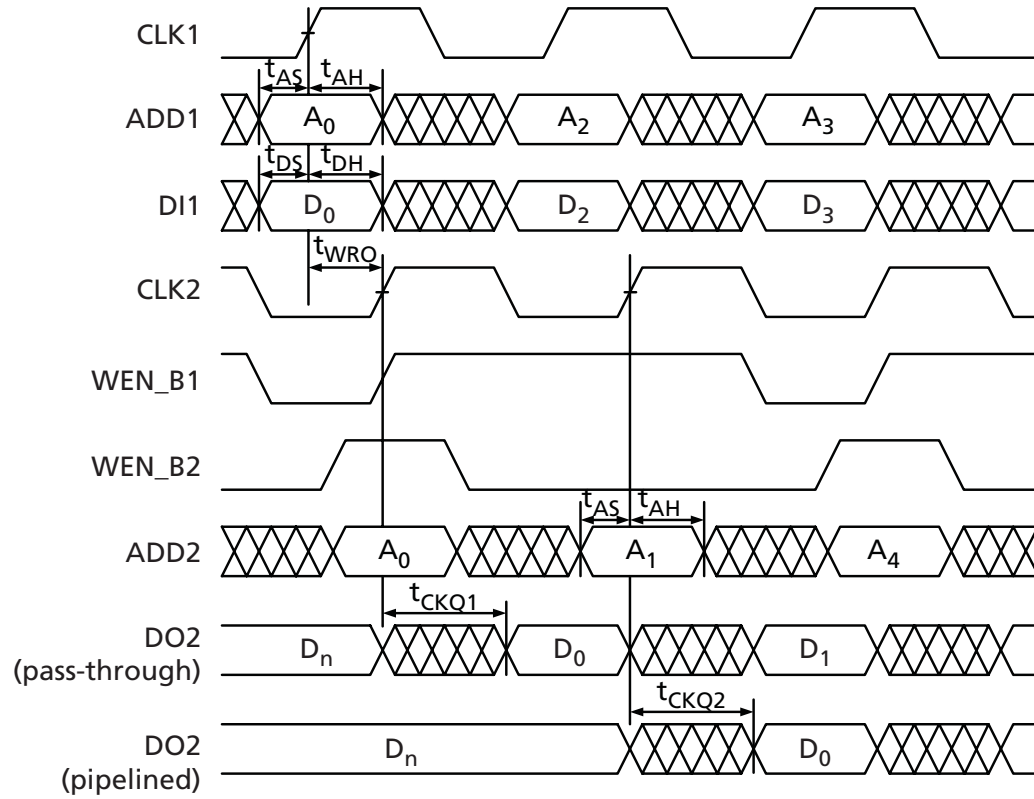 CLK1
tAS tAH
ADD1 A0 A2 A3
tDS tDH
DI1 D0 D2 D3
tWRO
CLK2
WEN_B1
WEN_B2
tAS tAH
ADD2 A0 A1 A4
tCKQ1
DO2
(pass-through) Dn D0 D1
tCKQ2
DO2
(pipelined) Dn D0